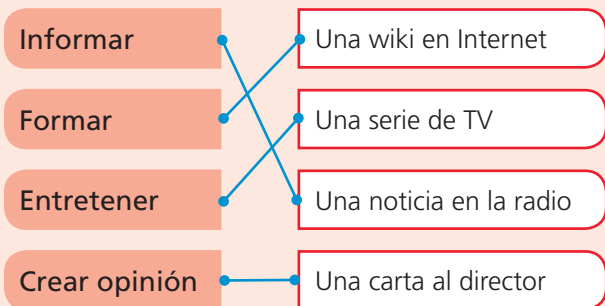 Informar
Una wiki en Internet
Formar
Una serie de TV
Entretener
Una noticia en la radio
Crear opinión
Una carta al director